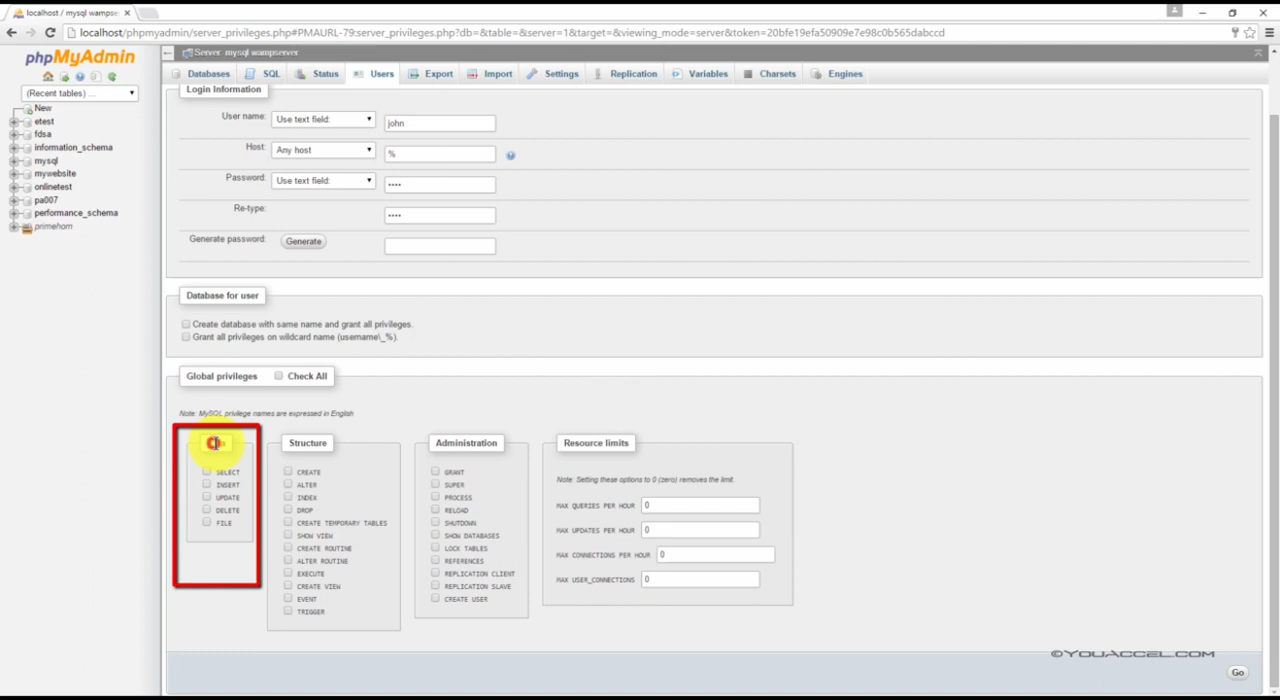 localhost / mysql wampse
localhost/phpmyadmin/server_privileges.php#PMAURL-79:server_privileges.php?db=&table=&server=1&target=&viewing_mode=server&token=20bfe19efa50909e7e98c0b565dabccd
phpMyAdmin
Server: mysql wampserver
Databases SQL Status Users Export Import Settings Replication Variables Charsets Engines
(Recent tables) ...
New
etest
fdsa
information_schema
mysql
mywebsite
onlinetest
pa007
performance_schema
primehorn
Login Information
User name: Use text field: john
Host: Any host %
Password: Use text field: ••••
Re-type: ••••
Generate password: Generate
Database for user
Create database with same name and grant all privileges.
Grant all privileges on wildcard name (username\_%).
Global privileges Check All
Note: MySQL privilege names are expressed in English
SELECT
INSERT
UPDATE
DELETE
FILE
Structure
CREATE
ALTER
INDEX
DROP
CREATE TEMPORARY TABLES
SHOW VIEW
CREATE ROUTINE
ALTER ROUTINE
EXECUTE
CREATE VIEW
EVENT
TRIGGER
Administration
GRANT
SUPER
PROCESS
RELOAD
SHUTDOWN
SHOW DATABASES
LOCK TABLES
REFERENCES
REPLICATION CLIENT
REPLICATION SLAVE
CREATE USER
Resource limits
Note: Setting these options to 0 (zero) removes the limit.
MAX QUERIES PER HOUR 0
MAX UPDATES PER HOUR 0
MAX CONNECTIONS PER HOUR 0
MAX USER_CONNECTIONS 0
©YOUACCEL.COM
Go